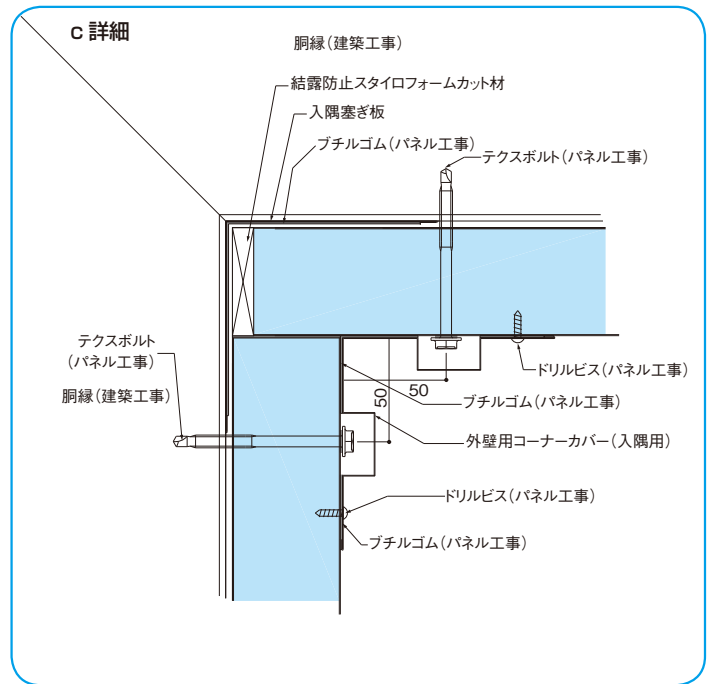 C 詳細
胴縁(建築工事)
結露防止スタイロフォームカット材
入隅塞ぎ板
ブチルゴム(パネル工事)
テクスボルト(パネル工事)
テクスボルト
(パネル工事)
胴縁(建築工事)
ドリルビス(パネル工事)
50
50
ブチルゴム(パネル工事)
外壁用コーナーカバー(入隅用)
ドリルビス(パネル工事)
ブチルゴム(パネル工事)